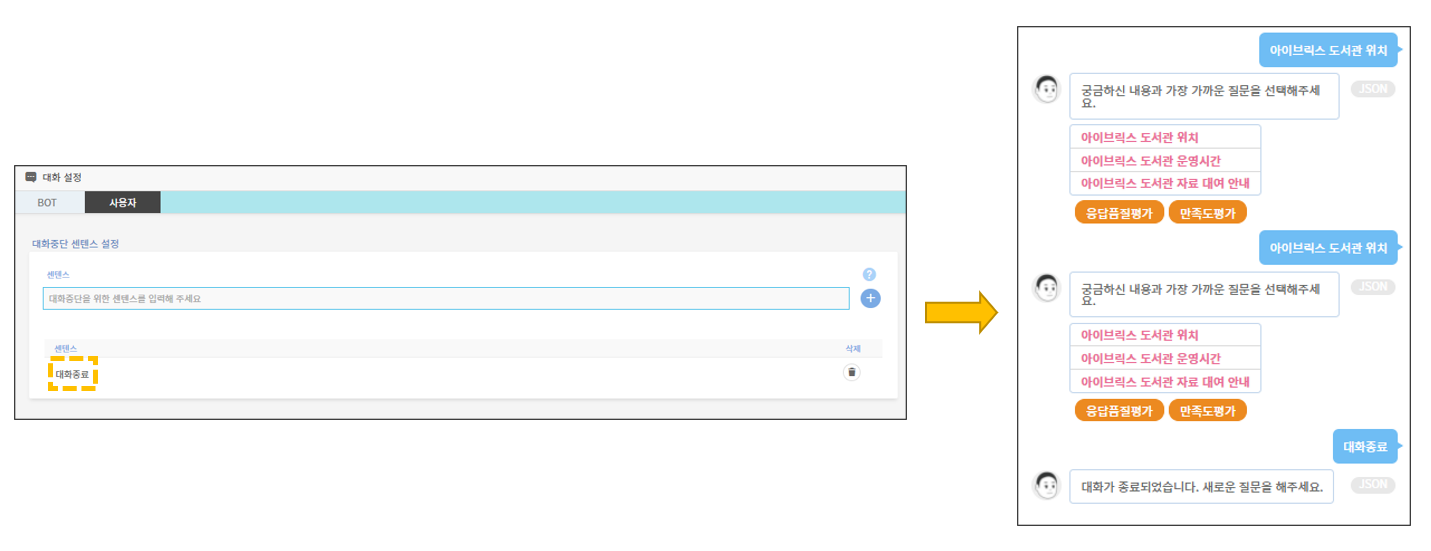 대화 설정
BOT
사용자
대화중단 센텐스 설정
센텐스
?
대화중단을 위한 센텐스를 입력해 주세요
+
센텐스
삭제
대화종료
아이브릭스 도서관 위치
궁금하신 내용과 가장 가까운 질문을 선택해주세
요.
JSON
아이브릭스 도서관 위치
아이브릭스 도서관 운영시간
아이브릭스 도서관 자료 대여 안내
응답품질평가
만족도평가
아이브릭스 도서관 위치
궁금하신 내용과 가장 가까운 질문을 선택해주세
요.
JSON
아이브릭스 도서관 위치
아이브릭스 도서관 운영시간
아이브릭스 도서관 자료 대여 안내
응답품질평가
만족도평가
대화종료
대화가 종료되었습니다. 새로운 질문을 해주세요.
JSON